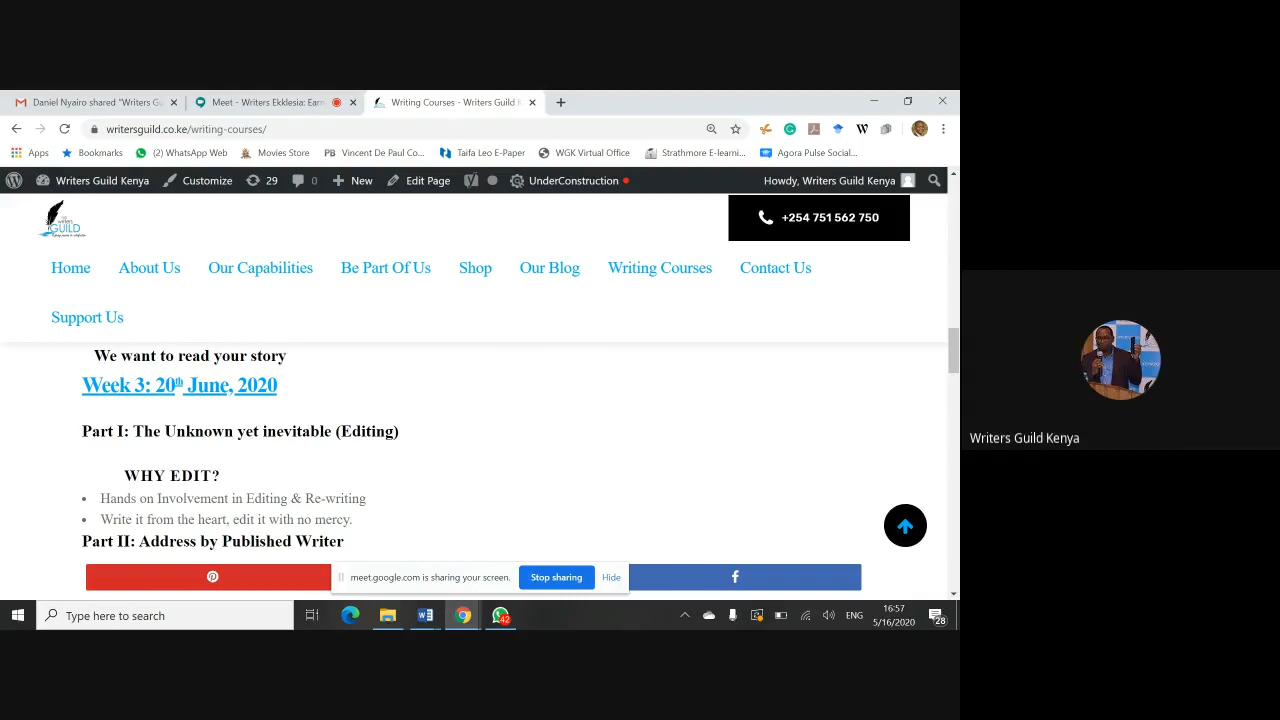 Daniel Nyairo shared "Writers Gu
Meet - Writers Ekklesia: Earn
Writing Courses - Writers Guild K
writersguild.co.ke/writing-courses/
Apps
Bookmarks
(2) WhatsApp Web
Movies Store
PB Vincent De Paul Co...
Taifa Leo E-Paper
WGK Virtual Office
Strathmore E-learni...
Agora Pulse Social...
Writers Guild Kenya
Customize
29
0
New
Edit Page
UnderConstruction
Howdy, Writers Guild Kenya
GUILD
+254 751 562 750
Home
About Us
Our Capabilities
Be Part Of Us
Shop
Our Blog
Writing Courses
Contact Us
Support Us
We want to read your story
Week 3: 20th June, 2020
Part I: The Unknown yet inevitable (Editing)
WHY EDIT?
• Hands on Involvement in Editing & Re-writing
• Write it from the heart, edit it with no mercy.
Part II: Address by Published Writer
meet.google.com is sharing your screen.
Stop sharing
Hide
Type here to search
42
ENG
16:57
5/16/2020
28
Writers Guild Kenya